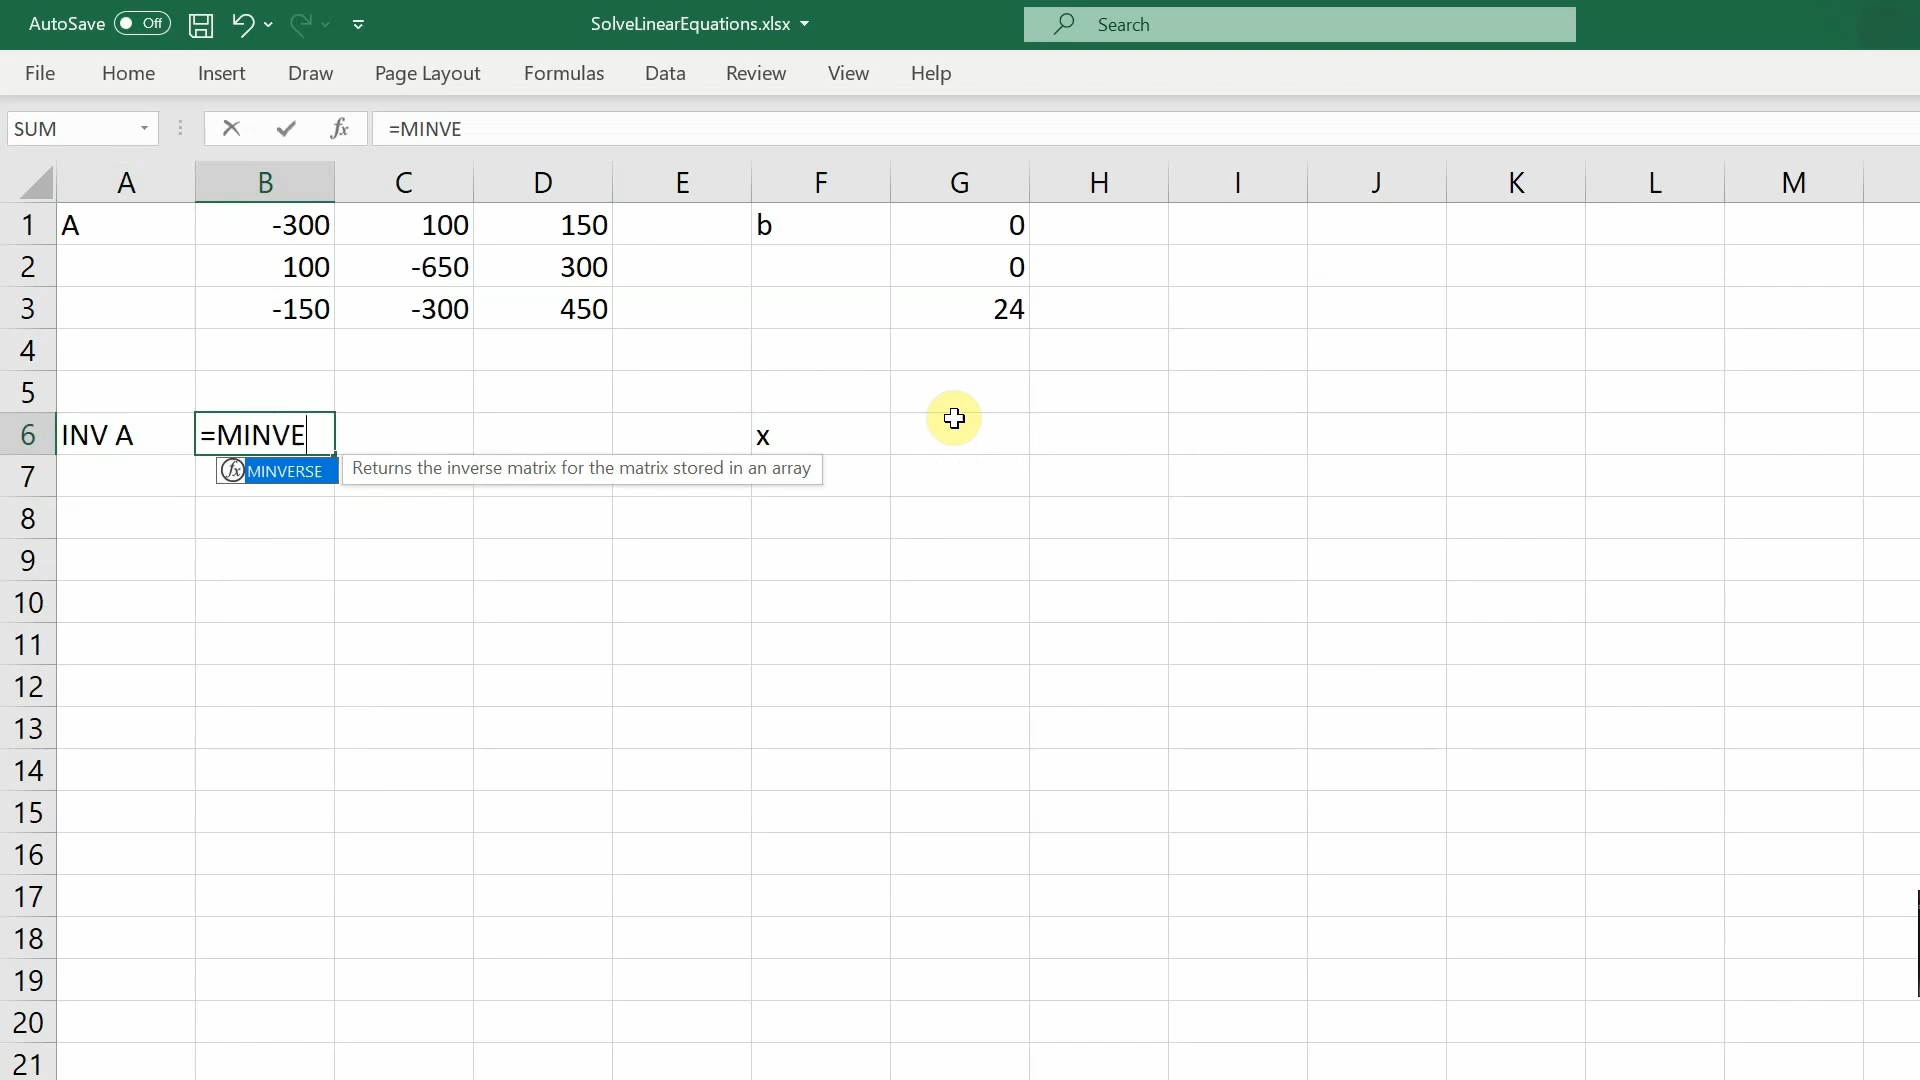 AutoSave Off SolveLinearEquations.xlsx Search
File Home Insert Draw Page Layout Formulas Data Review View Help
SUM fx =MINVE
A B C D E F G H I J K L M
1 A -300 100 150 b 0
2 100 -650 300 0
3 -150 -300 450 24
4
5
6 INV A =MINVE x
fx MINVERSE Returns the inverse matrix for the matrix stored in an array
7
8
9
10
11
12
13
14
15
16
17
18
19
20
21